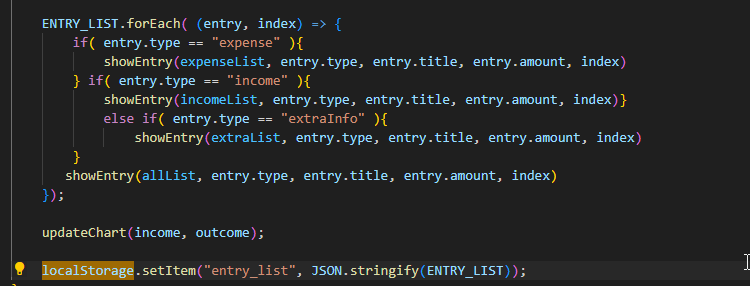 ENTRY_LIST.forEach( (entry, index) => {
if( entry.type == "expense" ){
showEntry(expenseList, entry.type, entry.title, entry.amount, index)
} if( entry.type == "income" ){
showEntry(incomeList, entry.type, entry.title, entry.amount, index)}
else if( entry.type == "extraInfo" ){
showEntry(extraList, entry.type, entry.title, entry.amount, index)
}
showEntry(allList, entry.type, entry.title, entry.amount, index)
});
updateChart(income, outcome);
localStorage.setItem("entry_list", JSON.stringify(ENTRY_LIST));